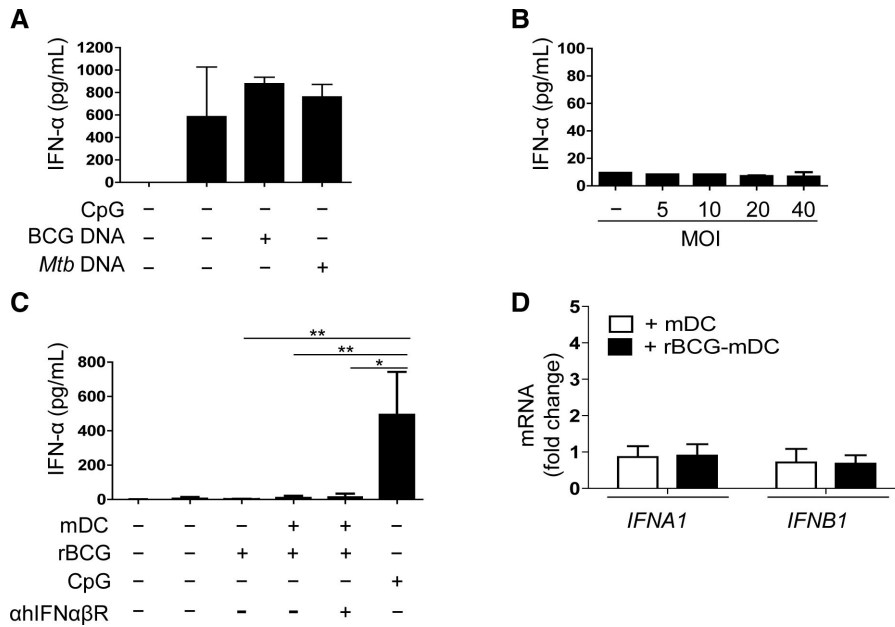 A
IFN-α (pg/mL)
1200
1000
800
600
400
200
0
CpG – – – –
BCG DNA – – + –
Mtb DNA – – – +
B
IFN-α (pg/mL)
100
80
60
40
20
0
– 5 10 20 40
MOI
C
**
**
*
IFN-α (pg/mL)
800
600
400
200
0
mDC – – – + + –
rBCG – – + + + –
CpG – – – – – +
αhIFNαβR – – - - + –
D
+ mDC
+ rBCG-mDC
mRNA
(fold change)
5
4
3
2
1
0
IFNA1 IFNB1